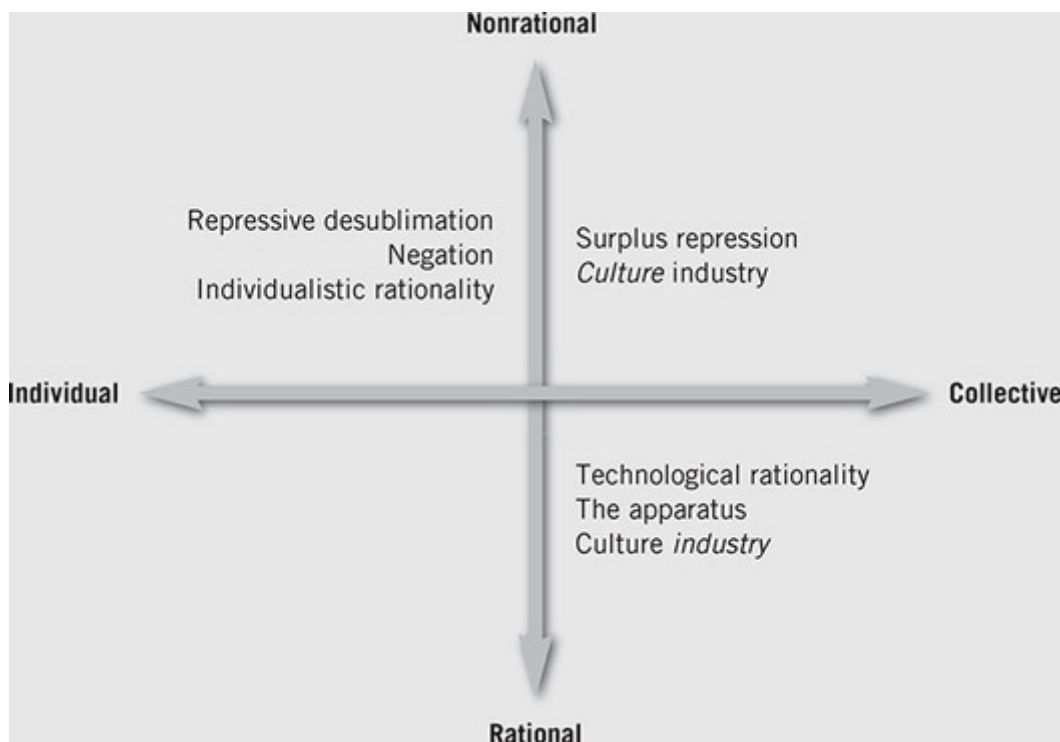 Nonrational
Repressive desublimation
Negation
Individualistic rationality
Surplus repression
Culture industry
Individual
Collective
Technological rationality
The apparatus
Culture industry
Rational